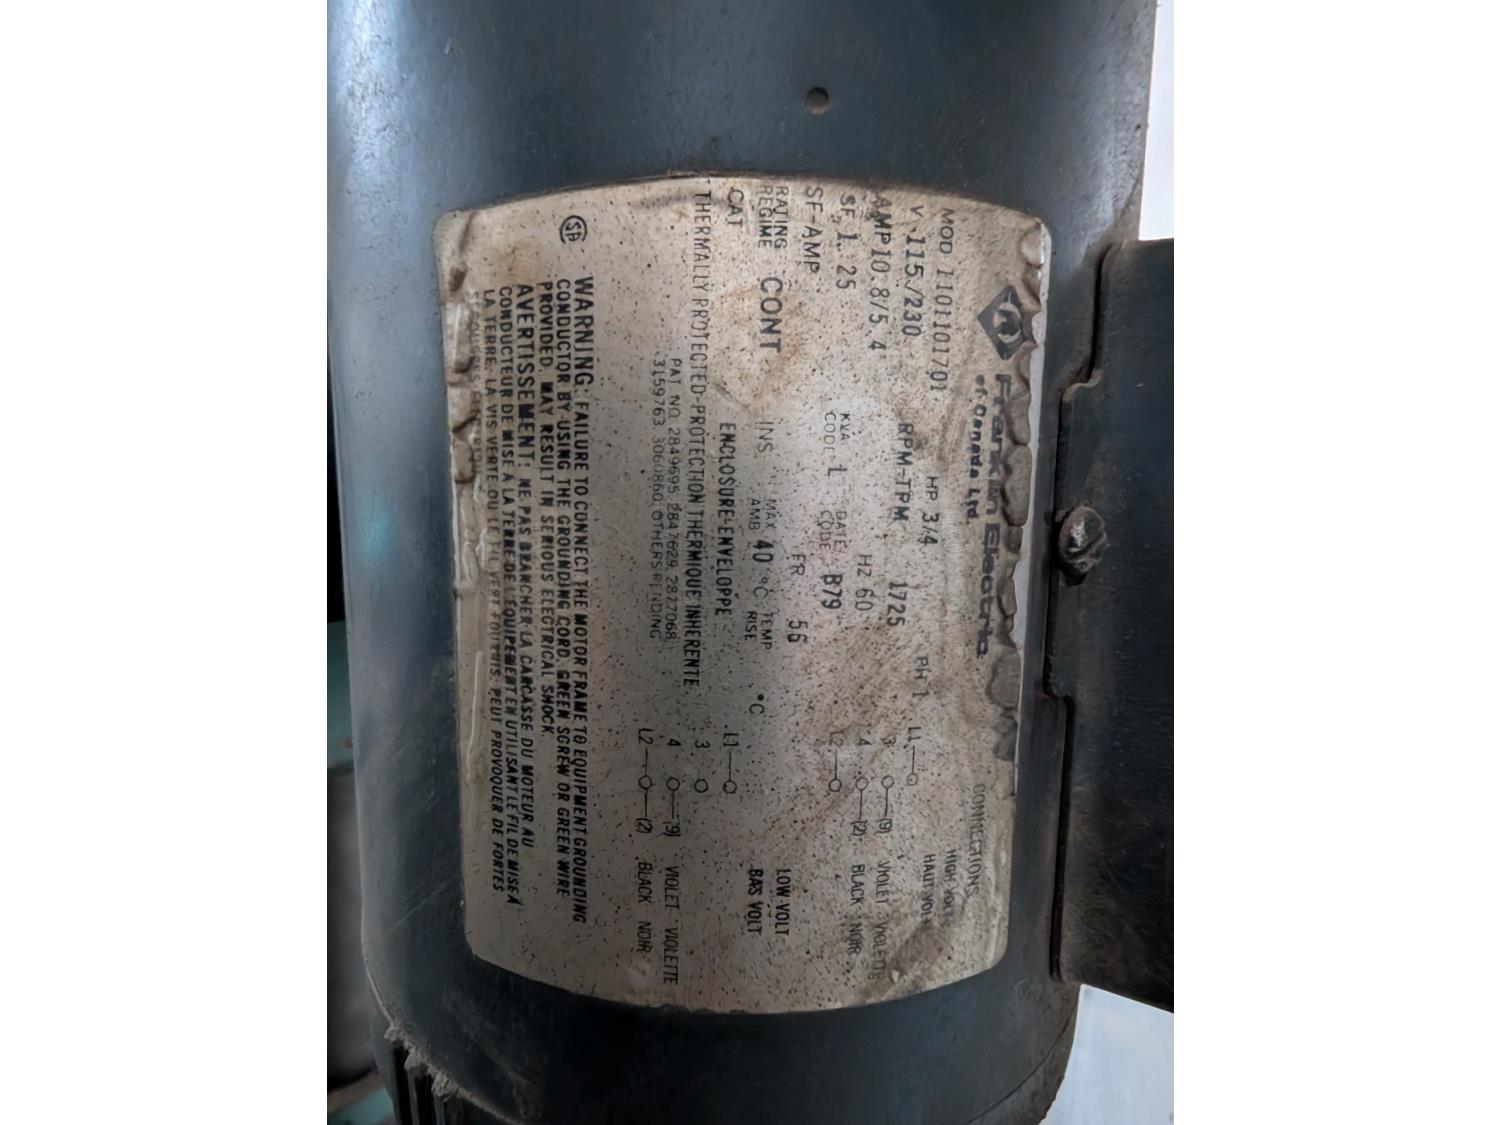 Franklin Electric
of Canada Ltd.
MOD 1101101701 HP 3/4 PH 1
V 115/230 RPM-TPM 1725
AMP 10.8/5.4 HZ 60
SF 1.25 KVA CODE L DATE CODE B79
SF-AMP FR 56
RATING REGIME CONT INS MAX AMB 40 °C TEMP RISE °C
CAT ENCLOSURE-ENVELOPPE
THERMALLY PROTECTED-PROTECTION THERMIQUE INHERENTE
PAT NO. 2849695, 2847629, 2827068,
3159763, 3060860, OTHERS PENDING
CONNECTIONS
HIGH VOLT
HAUT VOLT
L1
3 (9) VIOLET VIOLETTE
4 (2) BLACK NOIR
L2
LOW VOLT
BAS VOLT
L1
3
4 (9) VIOLET VIOLETTE
L2 (2) BLACK NOIR
SA
WARNING: FAILURE TO CONNECT THE MOTOR FRAME TO EQUIPMENT GROUNDING
CONDUCTOR BY USING THE GROUNDING CORD, GREEN SCREW OR GREEN WIRE
PROVIDED, MAY RESULT IN SERIOUS ELECTRICAL SHOCK.
AVERTISSEMENT: NE PAS BRANCHER LA CARCASSE DU MOTEUR AU
CONDUCTEUR DE MISE A LA TERRE DE L'EQUIPEMENT EN UTILISANT LE FIL DE MISE A
LA TERRE, LA VIS VERTE OU LE FIL VERT FOURNIS, PEUT PROVOQUER DE FORTES